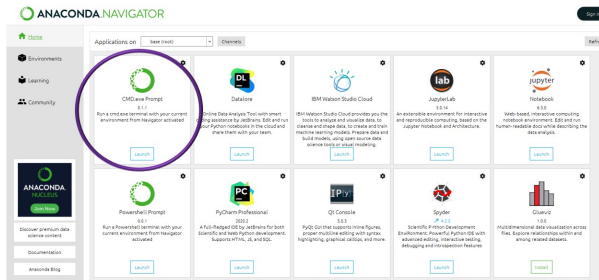 ANACONDA.NAVIGATOR
Sign in
Home
Environments
Learning
Community
Applications on
base (root)
Channels
CMD.exe Prompt
0.1.1
Run a cmd.exe terminal with your current
environment from Navigator activated
Launch
Datalore
Online Data Analysis Tool with smart
coding assistance by JetBrains. Edit and run
your Python notebooks in the cloud and
share them with your team.
Launch
IBM Watson Studio Cloud
IBM Watson Studio Cloud provides you the
tools to analyze and visualize data, to
cleanse and shape data, to create and train
machine learning models. Prepare data and
build models, using open source data
science tools or visual modeling.
Launch
lab
JupyterLab
3.0.14
An extensible environment for interactive
and reproducible computing, based on the
Jupyter Notebook and Architecture.
Launch
jupyter
Notebook
6.3.0
Web-based, interactive computing
notebook environment. Edit and run
human-readable docs while describing the
data analysis.
Launch
ANACONDA.
NUCLEUS
Join Now
Discover premium data
science content
Documentation
Anaconda Blog
Powershell Prompt
0.0.1
Run a Powershell terminal with your
current environment from Navigator
activated
Launch
PC
PyCharm Professional
2020.2
A full-fledged IDE by JetBrains for both
Scientific and Web Python development.
Supports HTML, JS, and SQL.
Launch
IP[y]:
Qt Console
5.0.3
PyQt GUI that supports inline figures,
proper multiline editing with syntax
highlighting, graphical calltips, and more.
Launch
Spyder
4.2.5
Scientific PYthon Development
EnviRonment. Powerful Python IDE with
advanced editing, interactive testing,
debugging and introspection features
Launch
Glueviz
1.0.0
Multidimensional data visualization across
files. Explore relationships within and
among related datasets.
Install